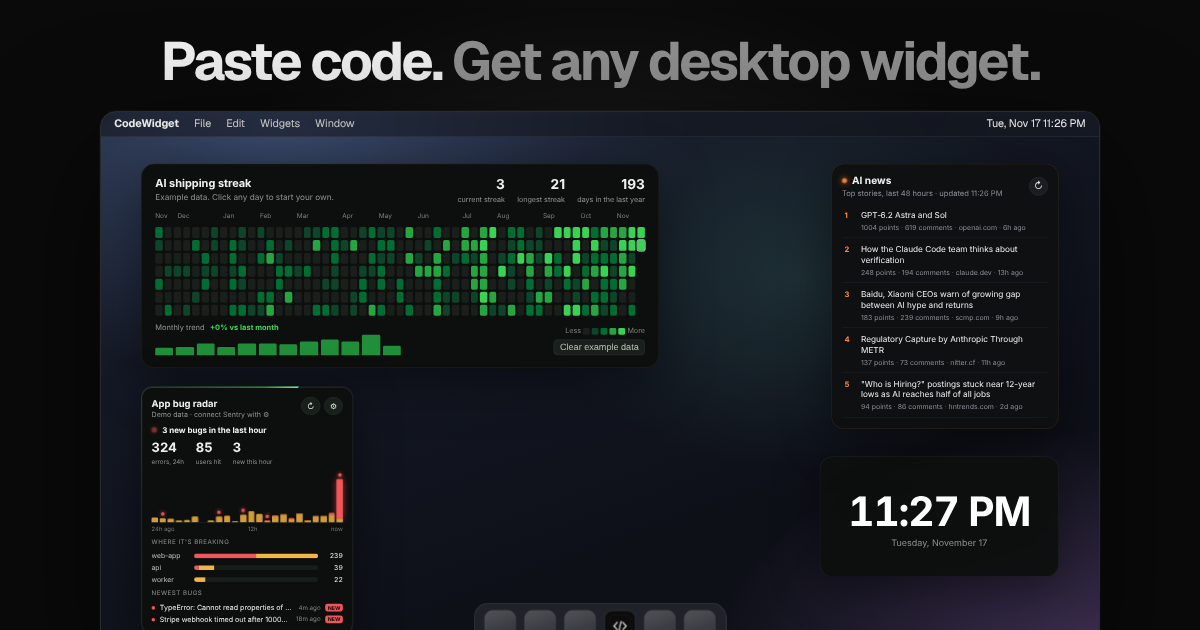 Paste code. Get any desktop widget.
CodeWidget File Edit Widgets Window
Tue, Nov 17 11:26 PM
AI shipping streak
Example data. Click any day to start your own.
3 21 193
current streak longest streak days in the last year
Nov Dec Jan Feb Mar Apr May Jun Jul Aug Sep Oct Nov
Monthly trend +0% vs last month
Less More
Clear example data
AI news
Top stories, last 48 hours · updated 11:26 PM
1 GPT-6.2 Astra and Sol
1004 points · 619 comments · openai.com · 6h ago
2 How the Claude Code team thinks about
verification
248 points · 194 comments · claude.dev · 13h ago
3 Baidu, Xiaomi CEOs warn of growing gap
between AI hype and returns
183 points · 239 comments · scmp.com · 9h ago
4 Regulatory Capture by Anthropic Through
METR
137 points · 73 comments · nitter.cf · 11h ago
5 "Who is Hiring?" postings stuck near 12-year
lows as AI reaches half of all jobs
94 points · 86 comments · hntrends.com · 2d ago
App bug radar
Demo data · connect Sentry with ⚙
3 new bugs in the last hour
324 85 3
errors, 24h users hit new this hour
24h ago 12h now
WHERE IT'S BREAKING
web-app 239
api 39
worker 22
NEWEST BUGS
TypeError: Cannot read properties of ... 4m ago NEW
Stripe webhook timed out after 1000... 18m ago NEW
11:27 PM
Tuesday, November 17